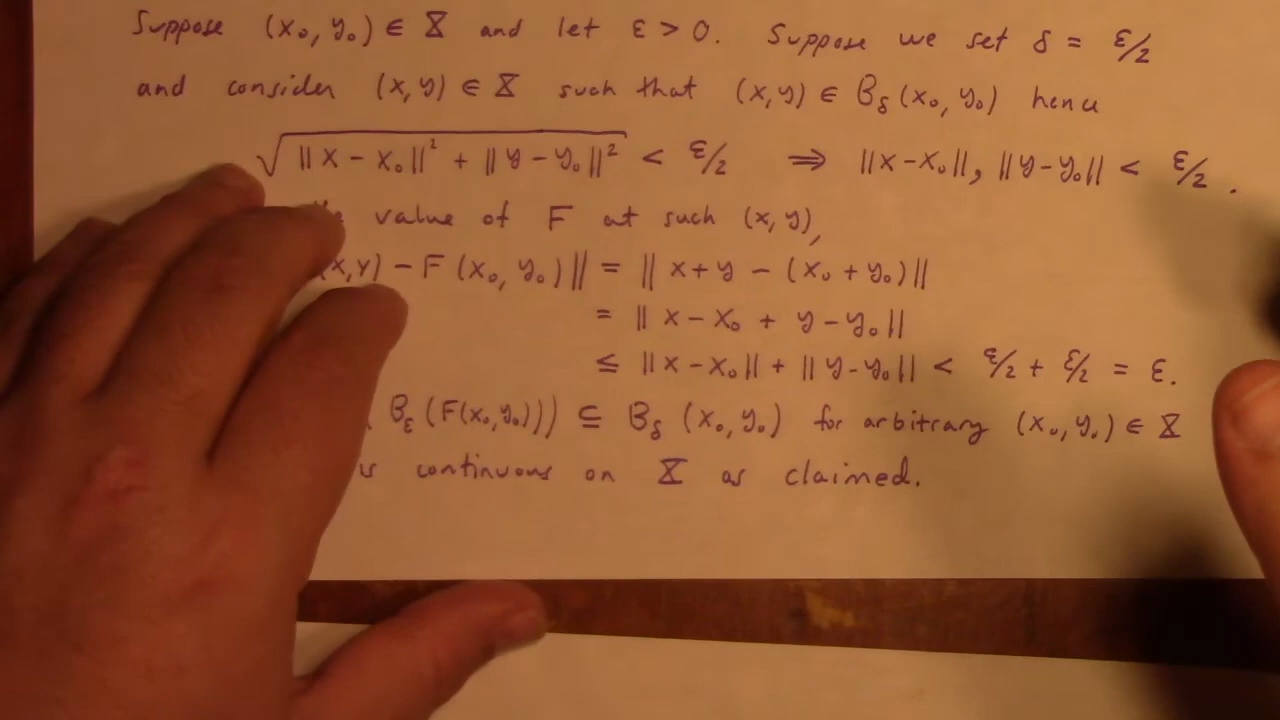 Suppose (x₀, y₀) ∈ X and let ε > 0. Suppose we set δ = ε/2
and consider (x, y) ∈ X such that (x, y) ∈ B_δ(x₀, y₀) hence
√(||x - x₀||² + ||y - y₀||²) < ε/2 ⟹ ||x - x₀||, ||y - y₀|| < ε/2.
value of F at such (x, y),
(x, y) - F(x₀, y₀)|| = ||x + y - (x₀ + y₀)||
= ||x - x₀ + y - y₀||
≤ ||x - x₀|| + ||y - y₀|| < ε/2 + ε/2 = ε.
(B_ε(F(x₀, y₀))) ⊆ B_δ(x₀, y₀) for arbitrary (x₀, y₀) ∈ X
is continuous on X as claimed.